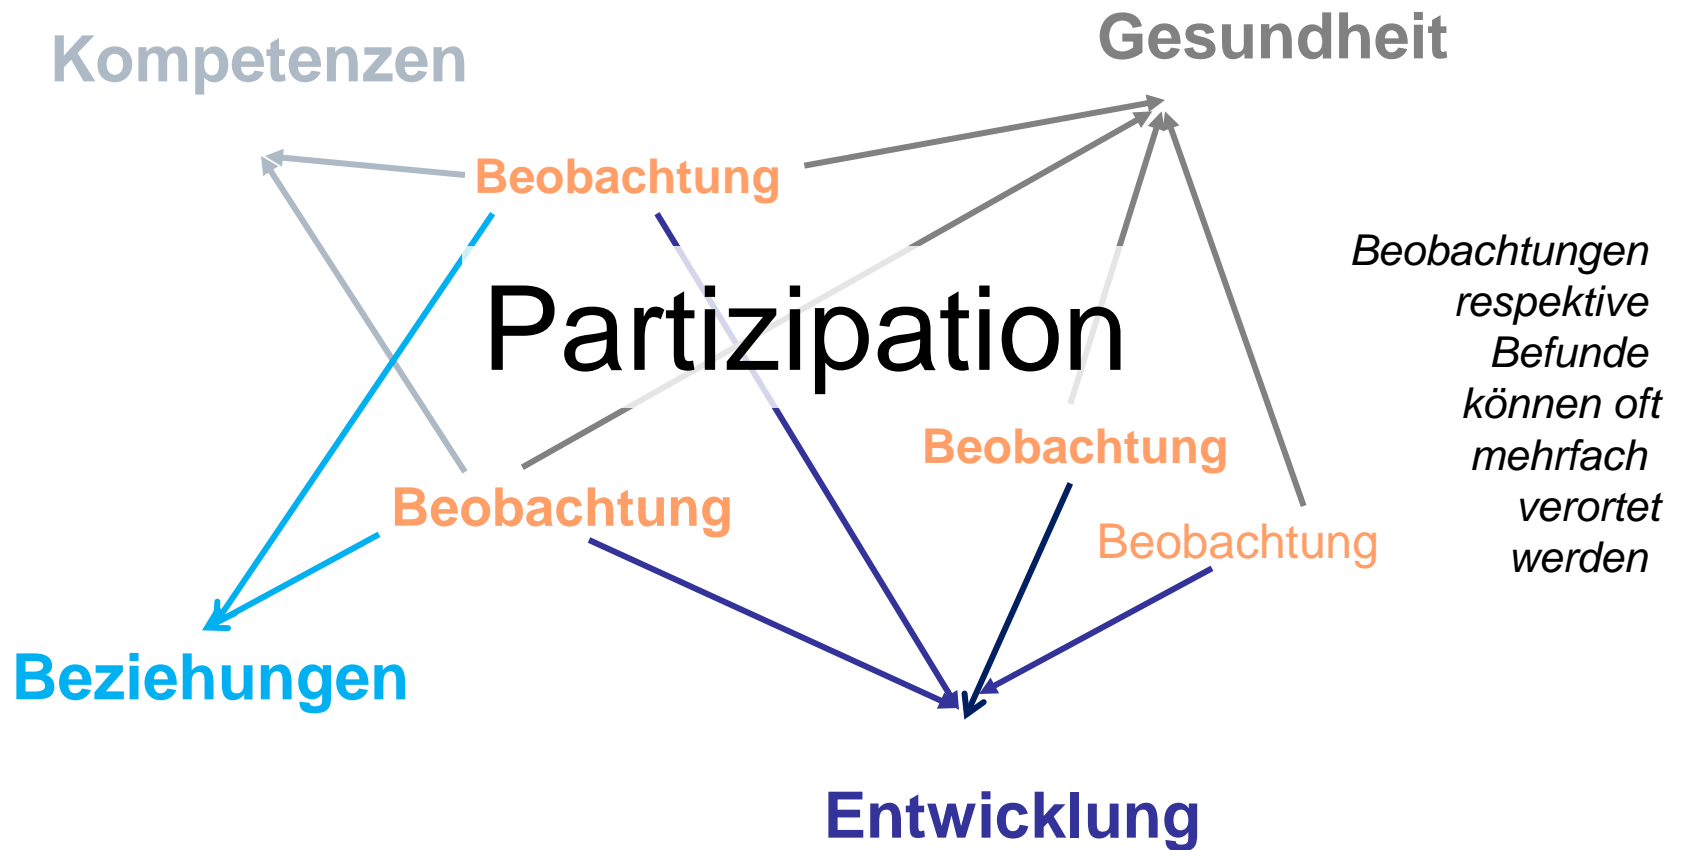 Kompetenzen
Gesundheit
Beobachtung
Partizipation
Beobachtungen
respektive
Befunde
können oft
mehrfach
verortet
werden
Beobachtung
Beobachtung
Beobachtung
Beziehungen
Entwicklung